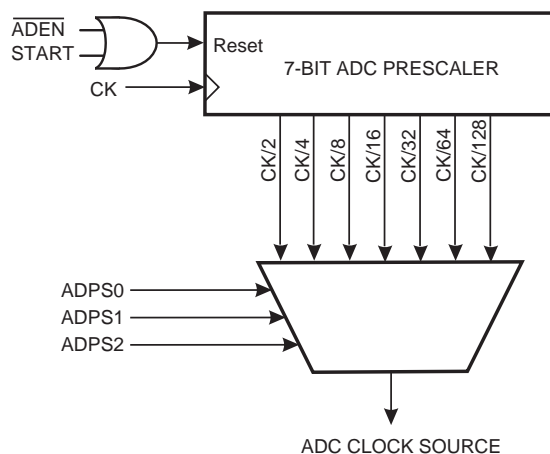 ADEN
START
CK
Reset
7-BIT ADC PRESCALER
CK/2
CK/4
CK/8
CK/16
CK/32
CK/64
CK/128
ADPS0
ADPS1
ADPS2
ADC CLOCK SOURCE